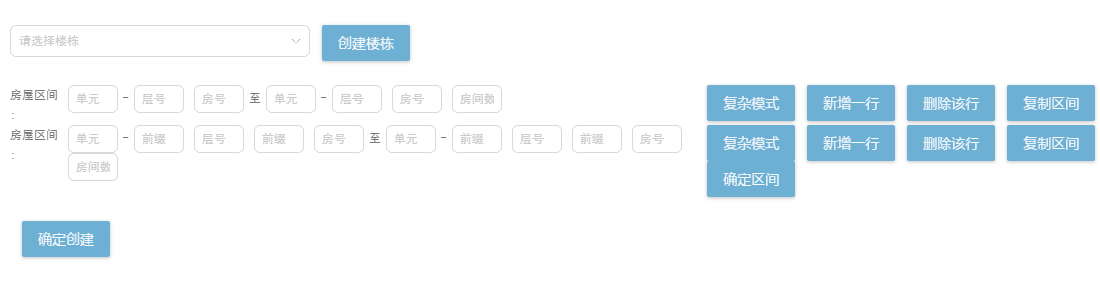 请选择楼栋 创建楼栋
房屋区间 单元 – 层号 房号 至 单元 – 层号 房号 房间数 复杂模式 新增一行 删除该行 复制区间
:
房屋区间 单元 – 前缀 层号 前缀 房号 至 单元 – 前缀 层号 前缀 房号 复杂模式 新增一行 删除该行 复制区间
: 房间数 确定区间
确定创建